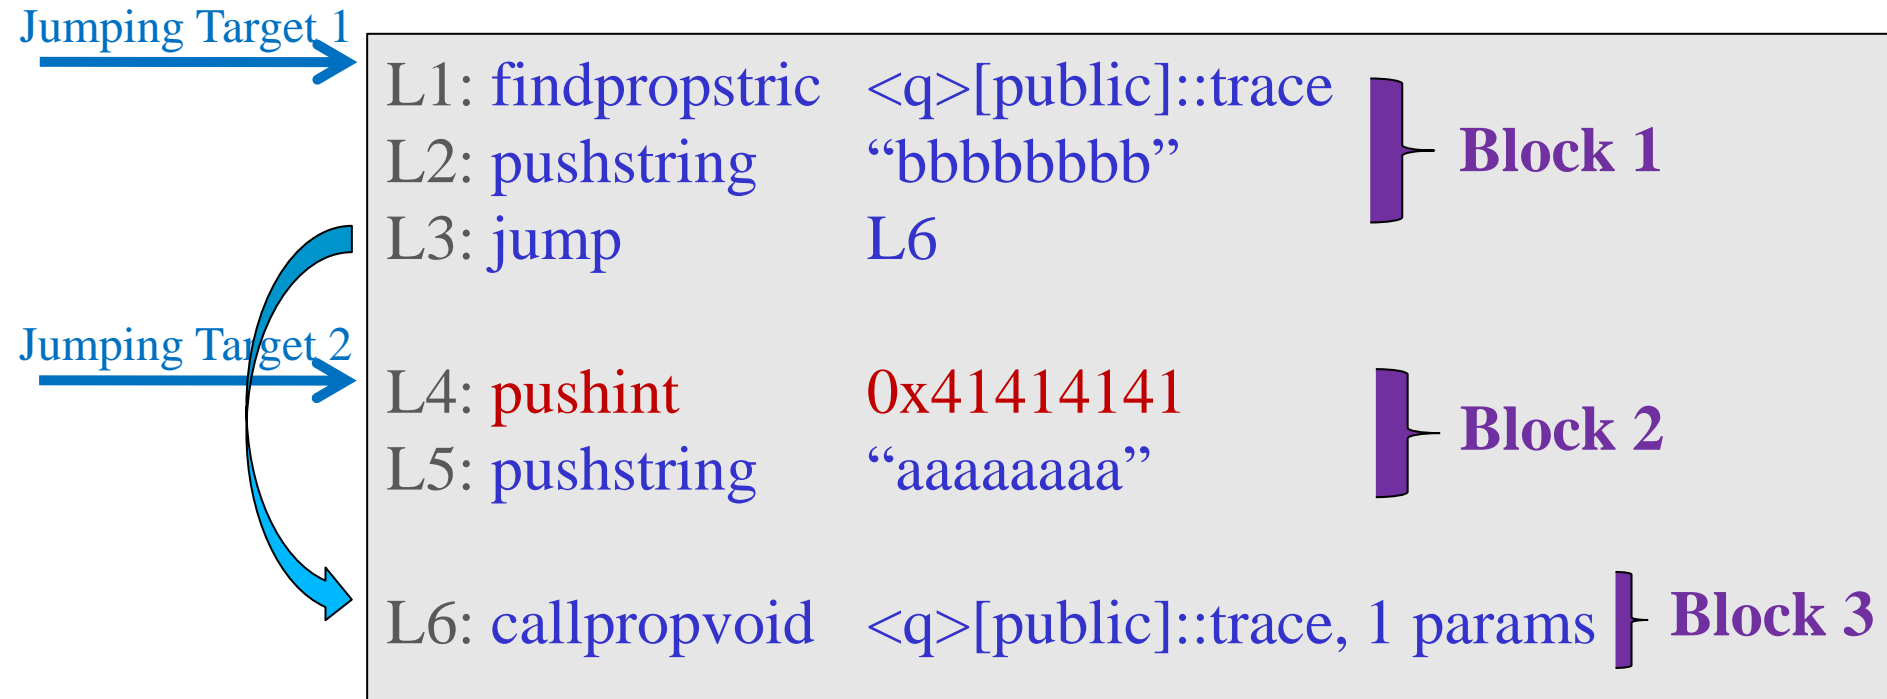 Jumping Target 1
L1: findpropstric <q>[public]::trace
L2: pushstring “bbbbbbbb”
Block 1
L3: jump L6
Jumping Target 2
L4: pushint 0x41414141
Block 2
L5: pushstring “aaaaaaaa”
L6: callpropvoid <q>[public]::trace, 1 params
Block 3